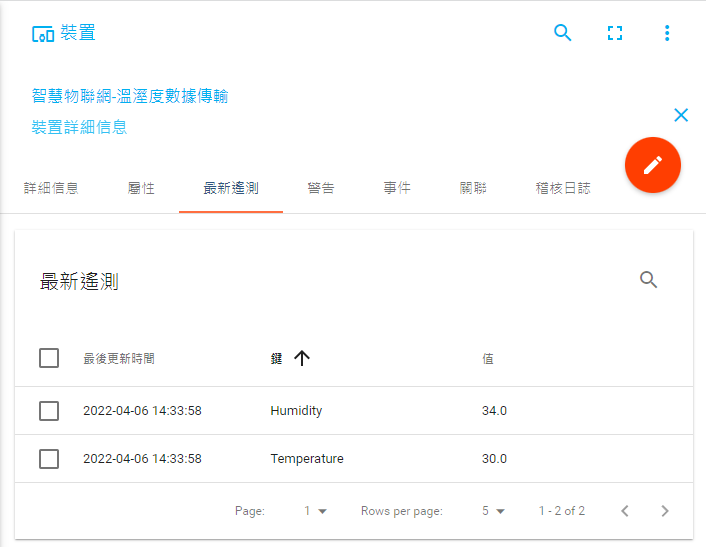 裝置
智慧物聯網-溫溼度數據傳輸
裝置詳細信息
詳細信息 屬性 最新遙測 警告 事件 關聯 稽核日誌
最新遙測
最後更新時間 鍵 值
2022-04-06 14:33:58 Humidity 34.0
2022-04-06 14:33:58 Temperature 30.0
Page: 1 Rows per page: 5 1 - 2 of 2